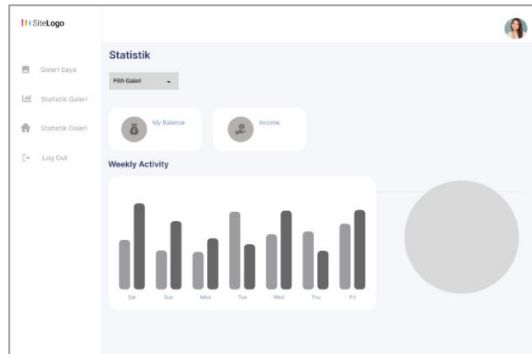 SiteLogo
Galeri Saya
Statistik Galeri
Statistik Galeri
Log Out
Statistik
Pilih Galeri
My Balance
Income
Weekly Activity
Sat Sun Mon Tue Wed Thu Fri